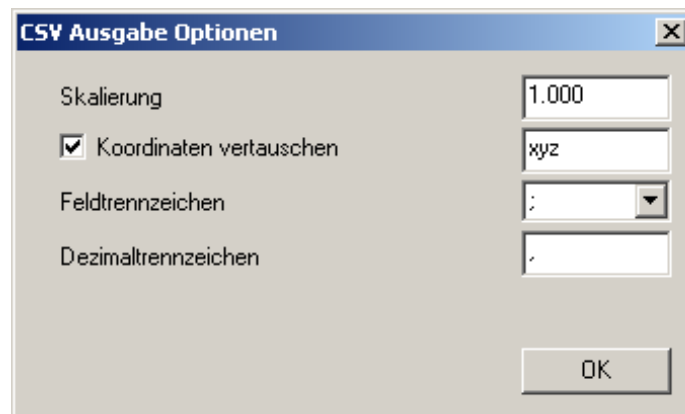 CSV Ausgabe Optionen
Skalierung 1.000
Koordinaten vertauschen xyz
Feldtrennzeichen ;
Dezimaltrennzeichen ,
OK